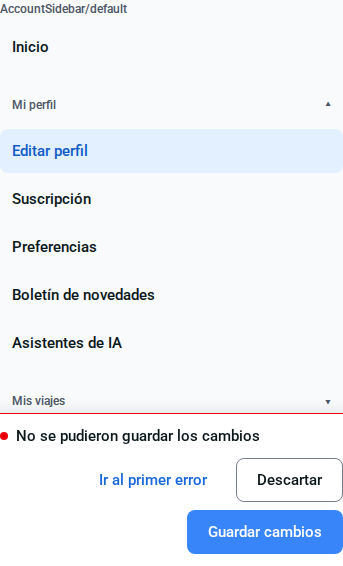 AccountSidebar/default
Inicio
Mi perfil
Editar perfil
Suscripción
Preferencias
Boletín de novedades
Asistentes de IA
Mis viajes
No se pudieron guardar los cambios
Ir al primer error
Descartar
Guardar cambios